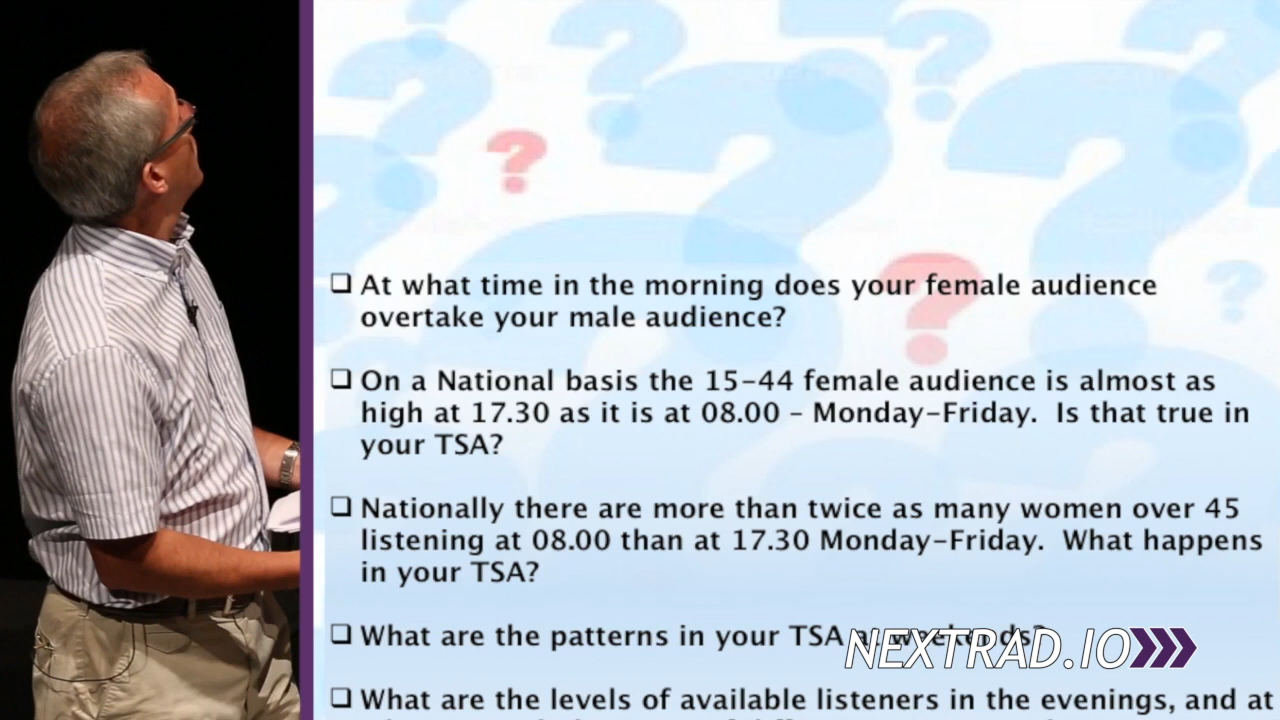 ❑ At what time in the morning does your female audience
overtake your male audience?
❑ On a National basis the 15-44 female audience is almost as
high at 17.30 as it is at 08.00 – Monday-Friday. Is that true in
your TSA?
❑ Nationally there are more than twice as many women over 45
listening at 08.00 than at 17.30 Monday-Friday. What happens
in your TSA?
❑ What are the patterns in your TSA at weekends?
NEXTRAD.IO
❑ What are the levels of available listeners in the evenings, and at